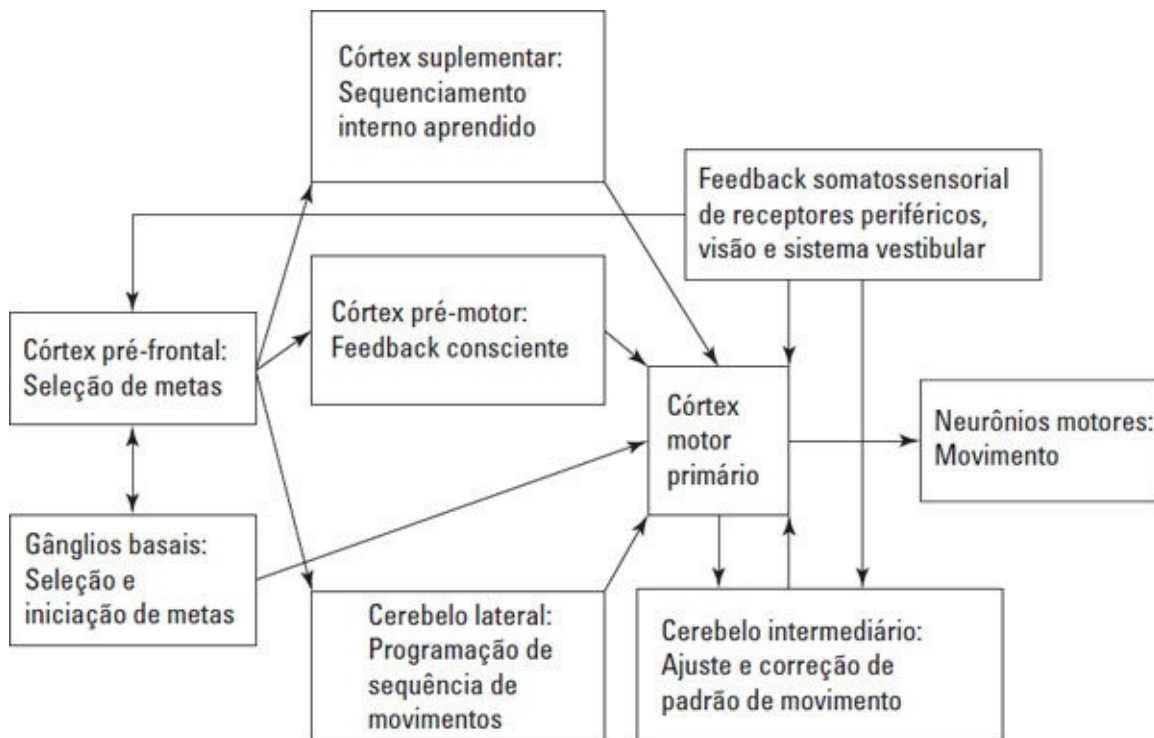 Córtex suplementar:
Sequenciamento
interno aprendido
Feedback somatossensorial
de receptores periféricos,
visão e sistema vestibular
Córtex pré-frontal:
Seleção de metas
Córtex pré-motor:
Feedback consciente
Córtex
motor
primário
Neurônios motores:
Movimento
Gânglios basais:
Seleção e
iniciação de metas
Cerebelo lateral:
Programação de
sequência de
movimentos
Cerebelo intermediário:
Ajuste e correção de
padrão de movimento